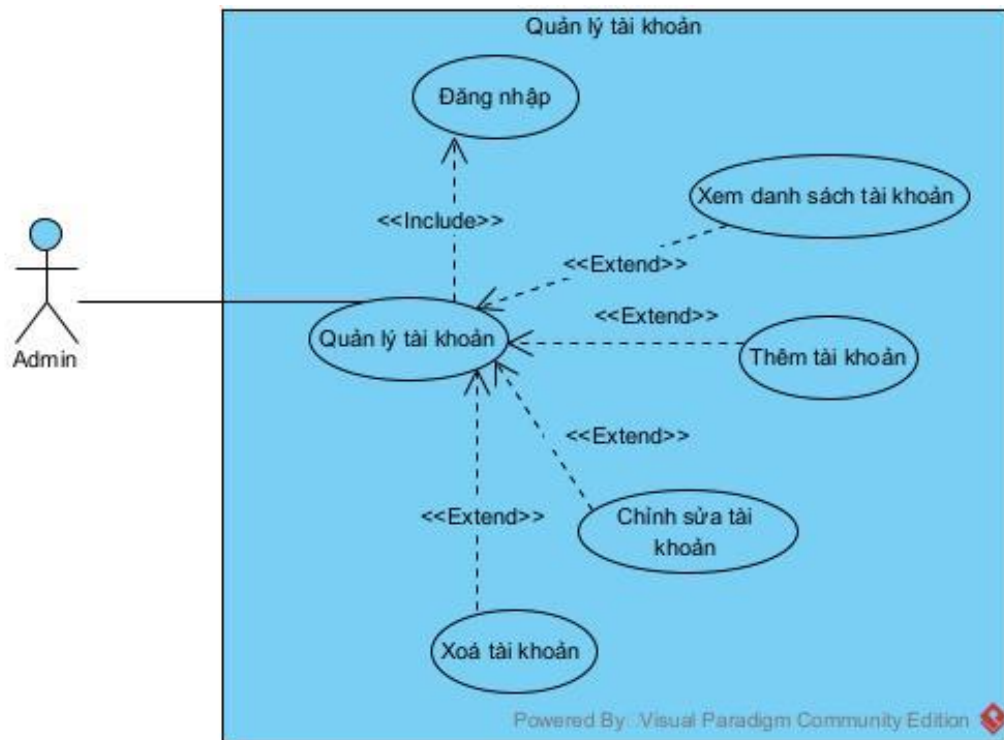 Quản lý tài khoản
Đăng nhập
Xem danh sách tài khoản
<<Include>>
<<Extend>>
<<Extend>>
Quản lý tài khoản
Thêm tài khoản
Admin
<<Extend>>
<<Extend>>
Chỉnh sửa tài
khoản
Xoá tài khoản
Powered By Visual Paradigm Community Edition